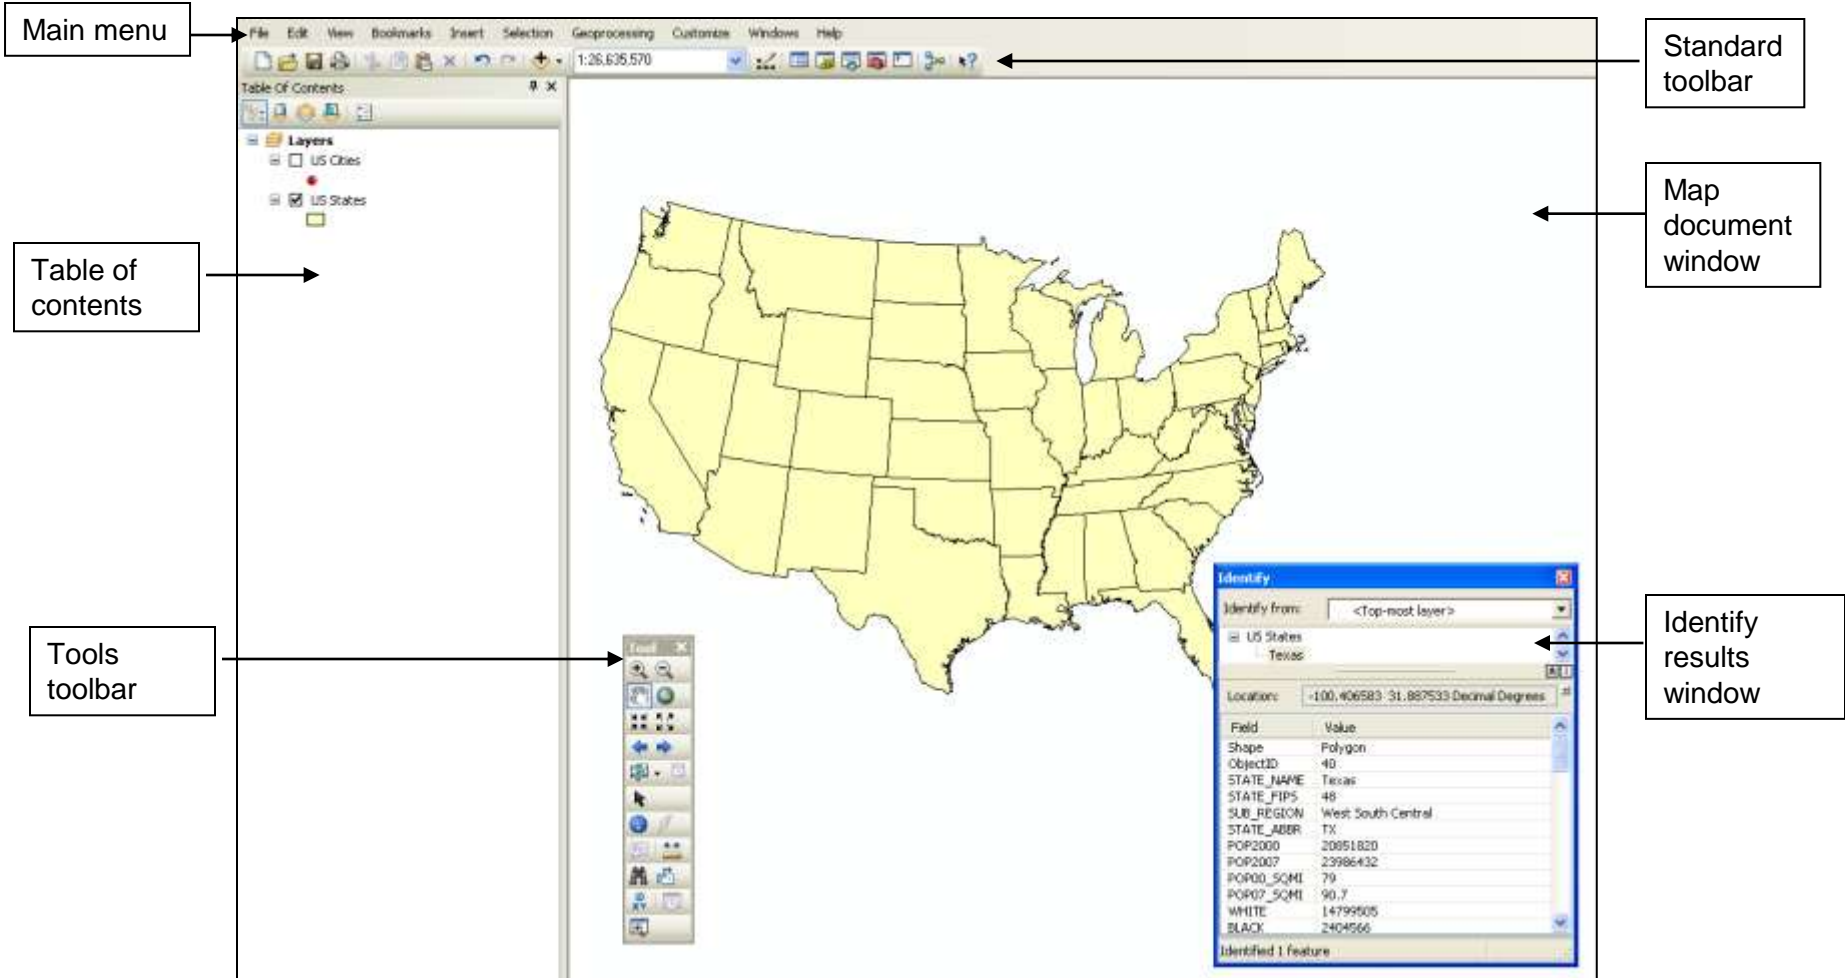 Main menu
File Edit View Bookmarks Insert Selection Geoprocessing Customize Windows Help
1:26,635,570
Standard
toolbar
Table Of Contents
Layers
US Cities
US States
Map
document
window
Table of
contents
Tools
toolbar
Tool
Identify
Identify from: <Top-most layer>
US States
Texas
Location: -100.406583 31.887533 Decimal Degrees
Field Value
Shape Polygon
ObjectID 48
STATE_NAME Texas
STATE_FIPS 48
SUB_REGION West South Central
STATE_ABBR TX
POP2000 20851820
POP2007 23986432
POP00_SQMI 79
POP07_SQMI 90.7
WHITE 14799505
BLACK 2404566
Identified 1 feature
Identify
results
window